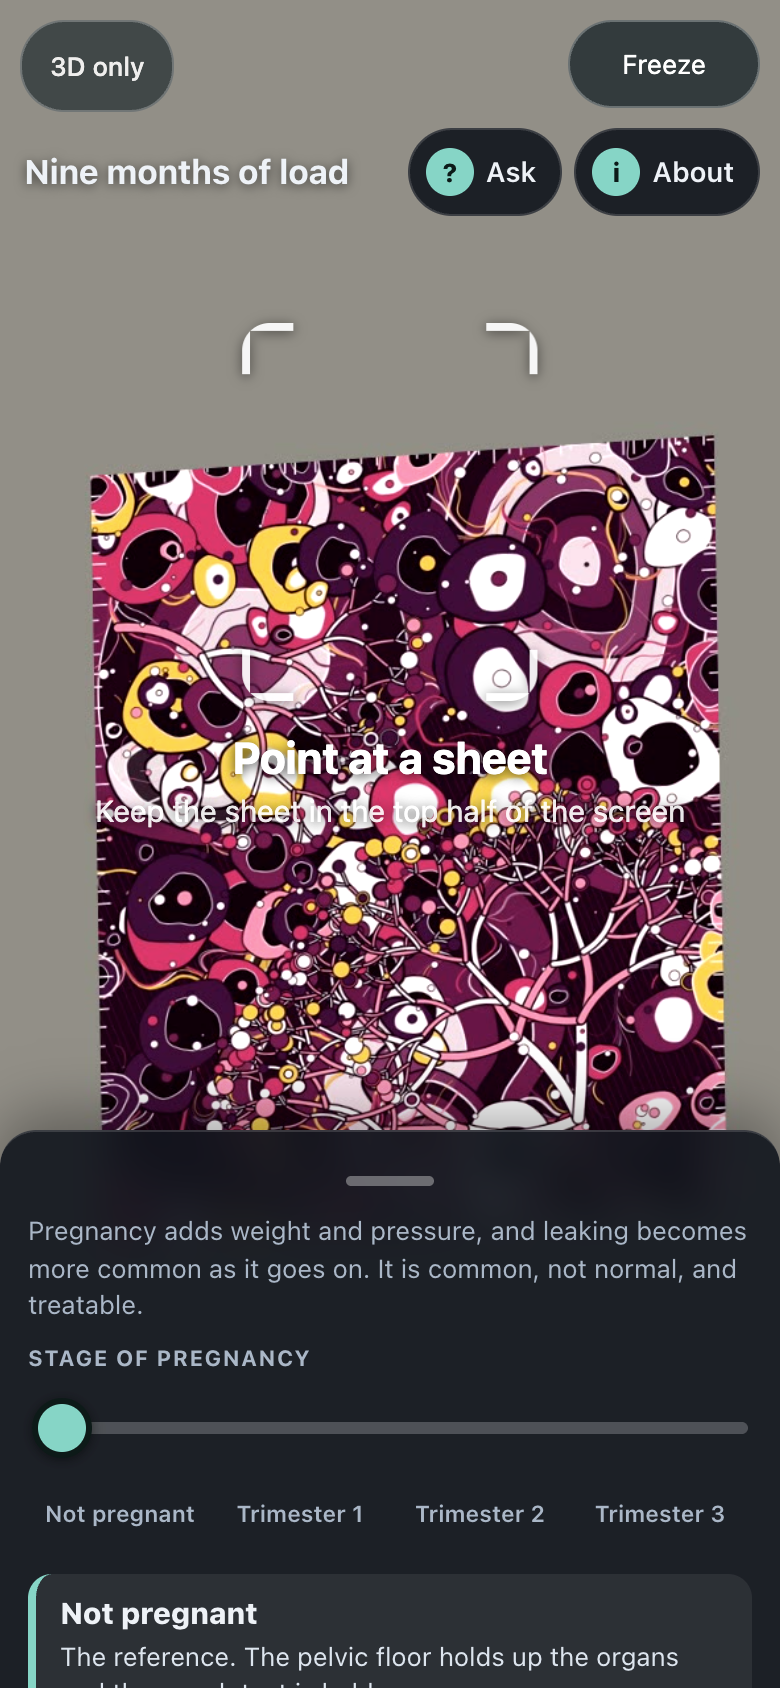 3D only
Freeze
Nine months of load
? Ask
i About
Point at a sheet
Keep the sheet in the top half of the screen
Pregnancy adds weight and pressure, and leaking becomes
more common as it goes on. It is common, not normal, and
treatable.
STAGE OF PREGNANCY
Not pregnant
Trimester 1
Trimester 2
Trimester 3
Not pregnant
The reference. The pelvic floor holds up the organs